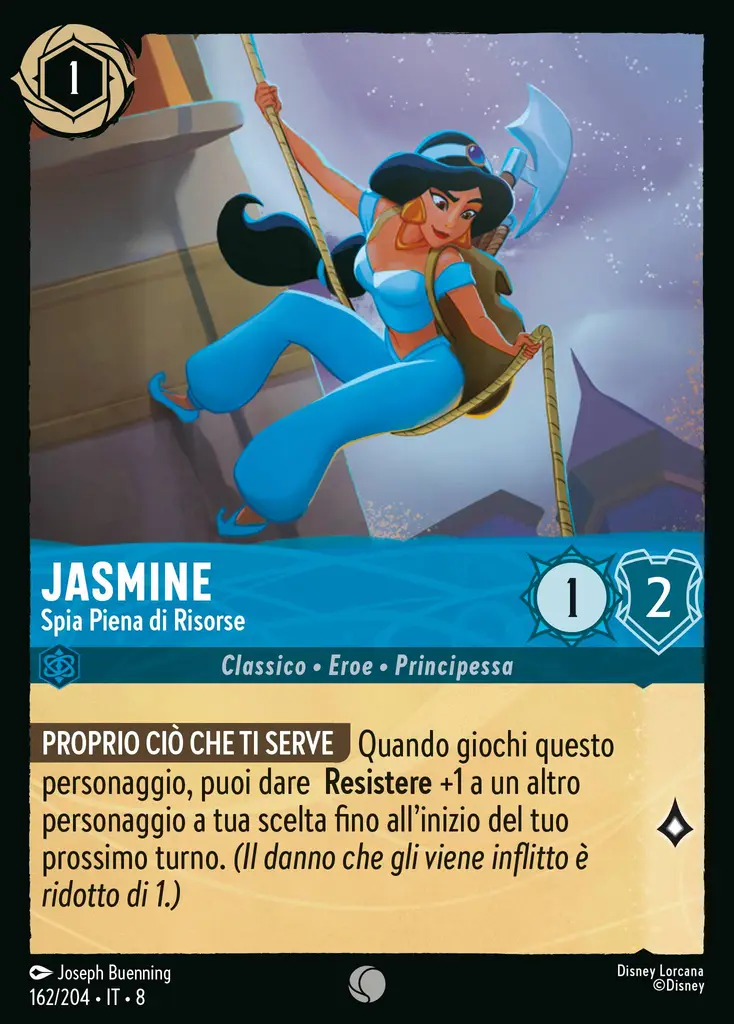 1
JASMINE
Spia Piena di Risorse
1
2
Classico • Eroe • Principessa
PROPRIO CIÒ CHE TI SERVE Quando giochi questo
personaggio, puoi dare Resistere +1 a un altro
personaggio a tua scelta fino all'inizio del tuo
prossimo turno. (Il danno che gli viene inflitto è
ridotto di 1.)
Joseph Buenning
162/204 • IT • 8
Disney Lorcana
©Disney